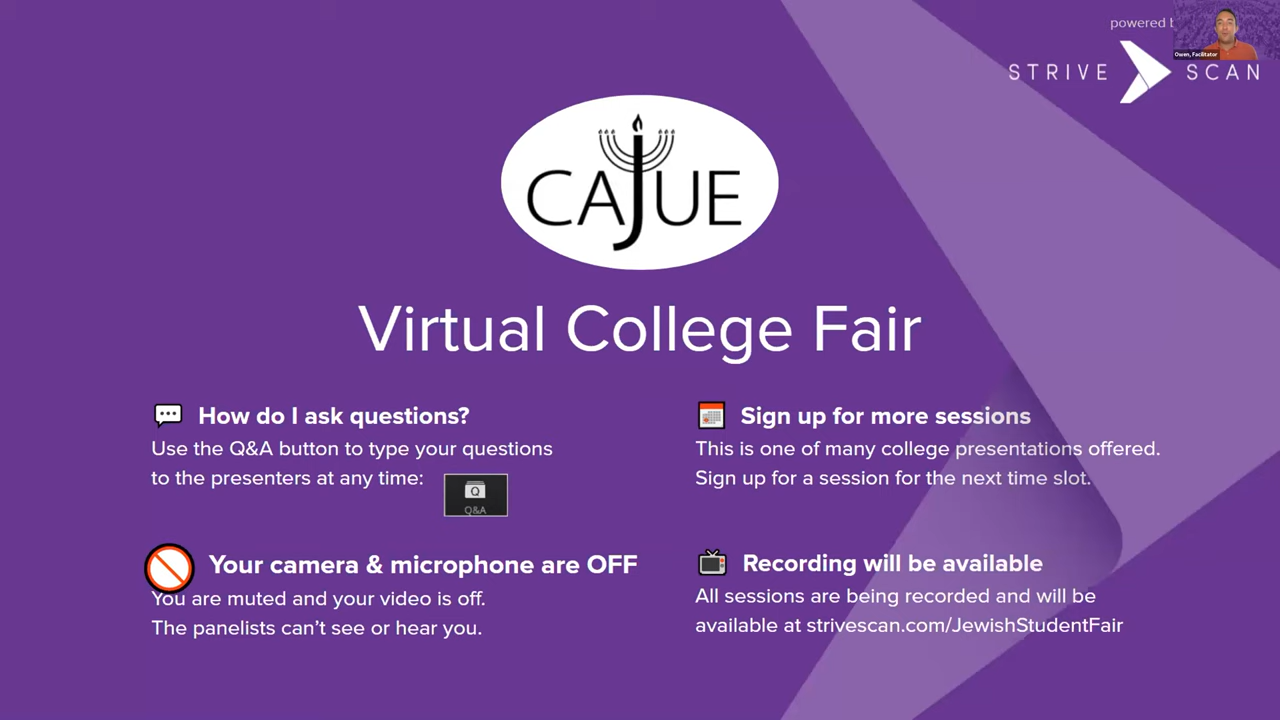 powered b
Owen, Facilitator
STRIVE SCAN
CAJUE
Virtual College Fair
How do I ask questions?
Use the Q&A button to type your questions
to the presenters at any time:
Q
Q&A
Sign up for more sessions
This is one of many college presentations offered.
Sign up for a session for the next time slot.
Your camera & microphone are OFF
You are muted and your video is off.
The panelists can’t see or hear you.
Recording will be available
All sessions are being recorded and will be
available at strivescan.com/JewishStudentFair